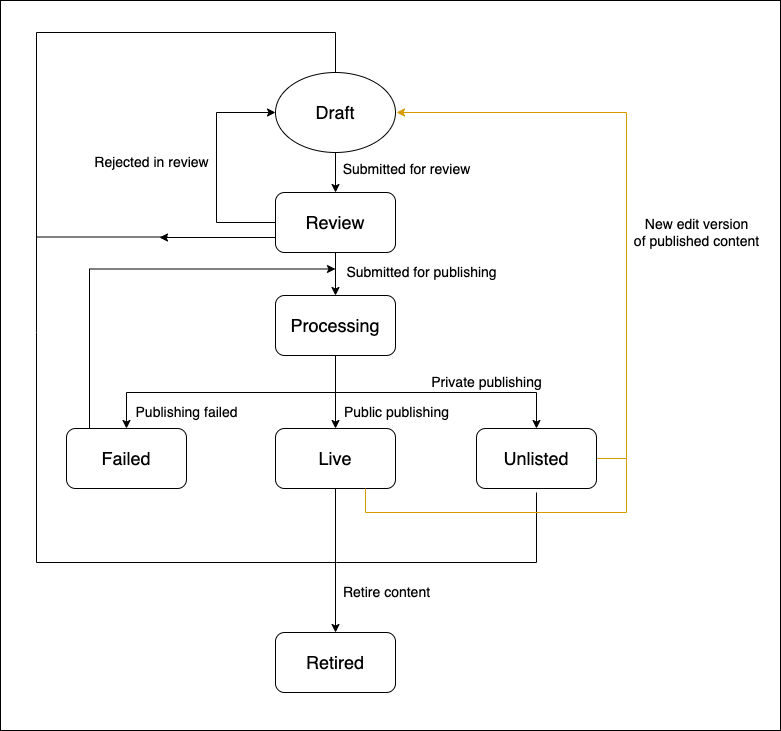 Draft
Rejected in review
Submitted for review
Review
New edit version
of published content
Submitted for publishing
Processing
Private publishing
Publishing failed
Public publishing
Failed
Live
Unlisted
Retire content
Retired